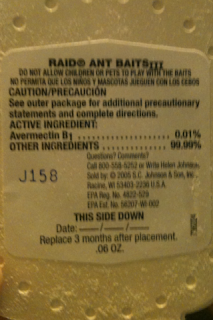 RAID® ANT BAITS III
DO NOT ALLOW CHILDREN OR PETS TO PLAY WITH THE BAITS
NO PERMITA QUE LOS NIÑOS Y MASCOTAS JUEGUEN CON LOS CEBOS
CAUTION/PRECAUCIÓN
See outer package for additional precautionary
statements and complete directions.
ACTIVE INGREDIENT:
Avermectin B1 .................... 0.01%
OTHER INGREDIENTS ........... 99.99%
Questions? Comments?
Call 800-558-5252 or Write Helen Johnson,
Sold by: © 2005 S.C. Johnson & Son, Inc.,
Racine, WI 53403-2236 U.S.A.
EPA Reg. No. 4822-529
EPA Est. No.
J158
THIS SIDE DOWN
Date: ——/——/——
Replace 3 months after placement.
.06 OZ.